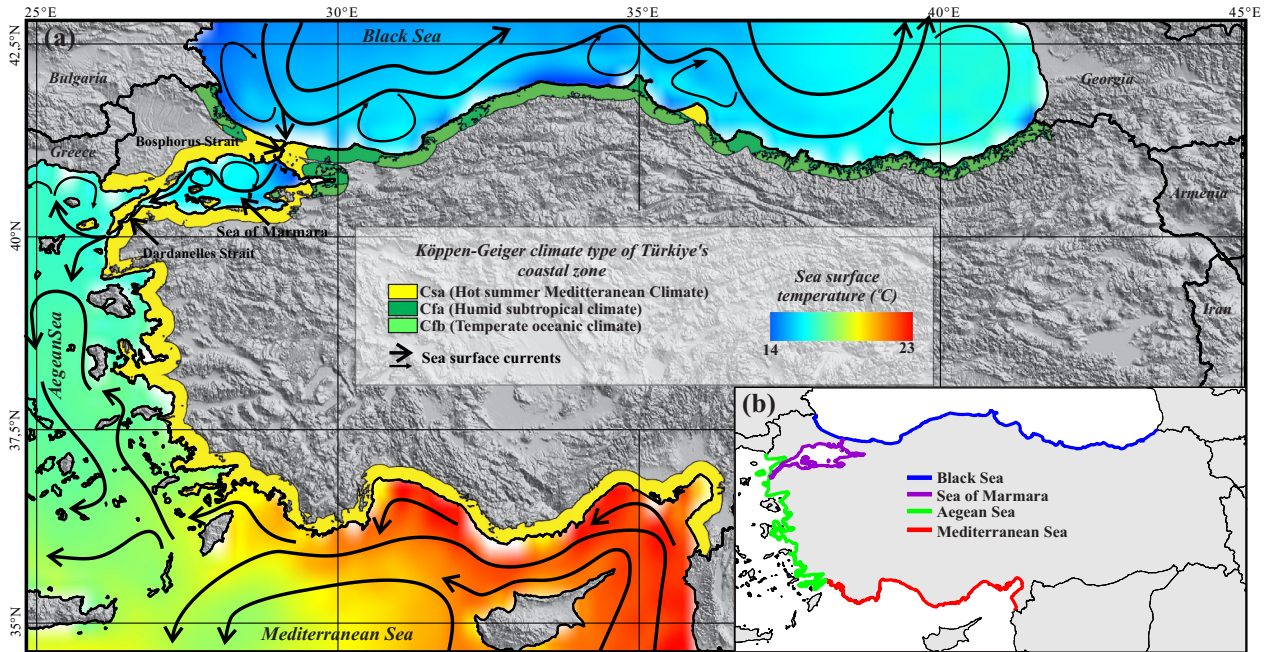 25°E
30°E
35°E
40°E
45°E
42.5°N
40°N
37.5°N
35°N
(a)
Black Sea
Bulgaria
Georgia
Bosphorus Strait
Greece
Armenia
Sea of Marmara
Dardanelles Strait
Iran
AegeanSea
Mediterranean Sea
Köppen-Geiger climate type of Türkiye's
coastal zone
Csa (Hot summer Meditteranean Climate)
Cfa (Humid subtropical climate)
Cfb (Temperate oceanic climate)
Sea surface currents
Sea surface
temperature (°C)
14
23
(b)
Black Sea
Sea of Marmara
Aegean Sea
Mediterranean Sea